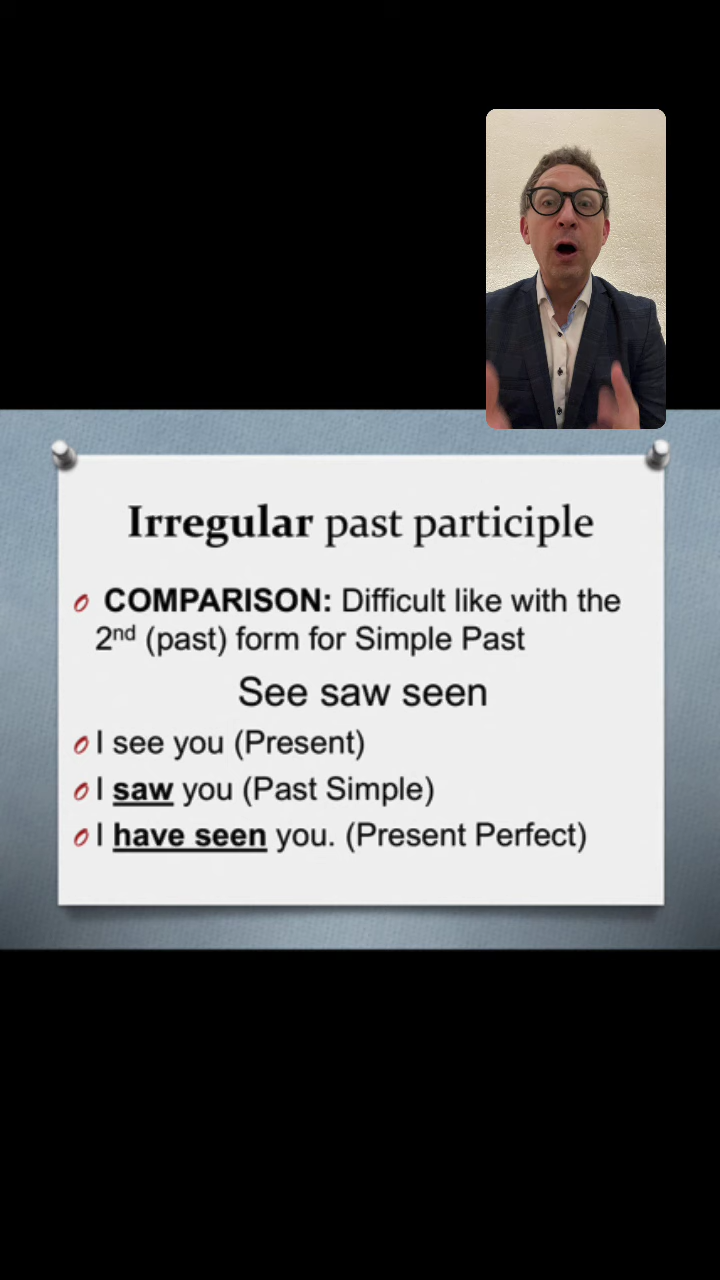 Irregular past participle
COMPARISON: Difficult like with the
2nd (past) form for Simple Past
See saw seen
I see you (Present)
I saw you (Past Simple)
I have seen you. (Present Perfect)